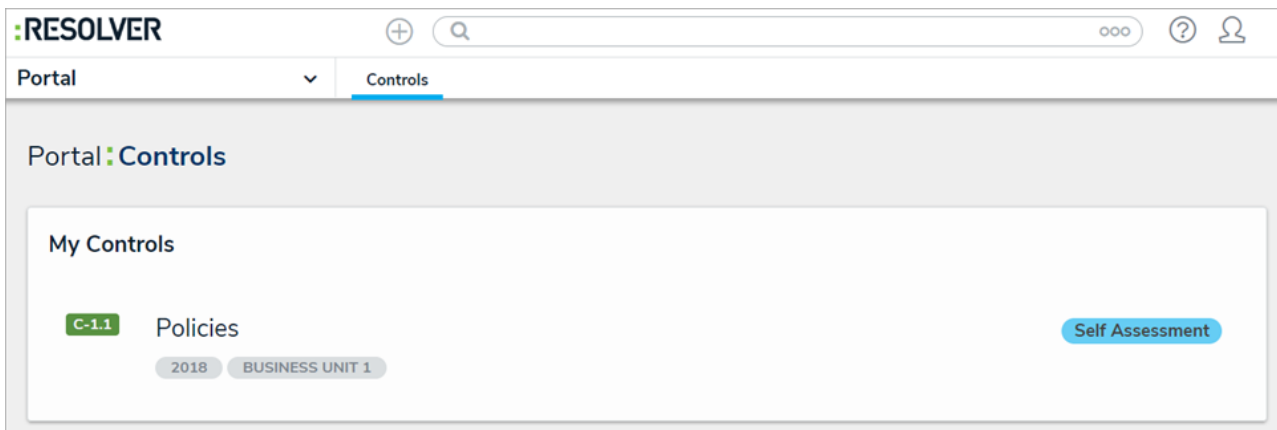 :RESOLVER
Portal Controls
Portal:Controls
My Controls
C-1.1 Policies Self Assessment
2018 BUSINESS UNIT 1